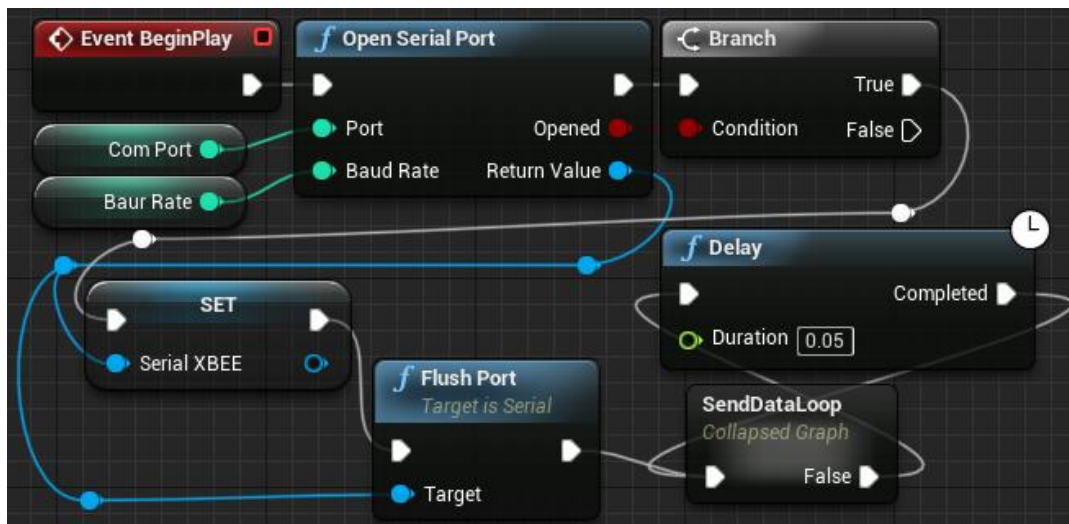 Event BeginPlay
Open Serial Port
Branch
True
Port
Opened
Condition
False
Com Port
Baud Rate
Return Value
Baur Rate
Delay
Completed
SET
Duration 0.05
Serial XBEE
Flush Port
Target is Serial
SendDataLoop
Collapsed Graph
False
Target